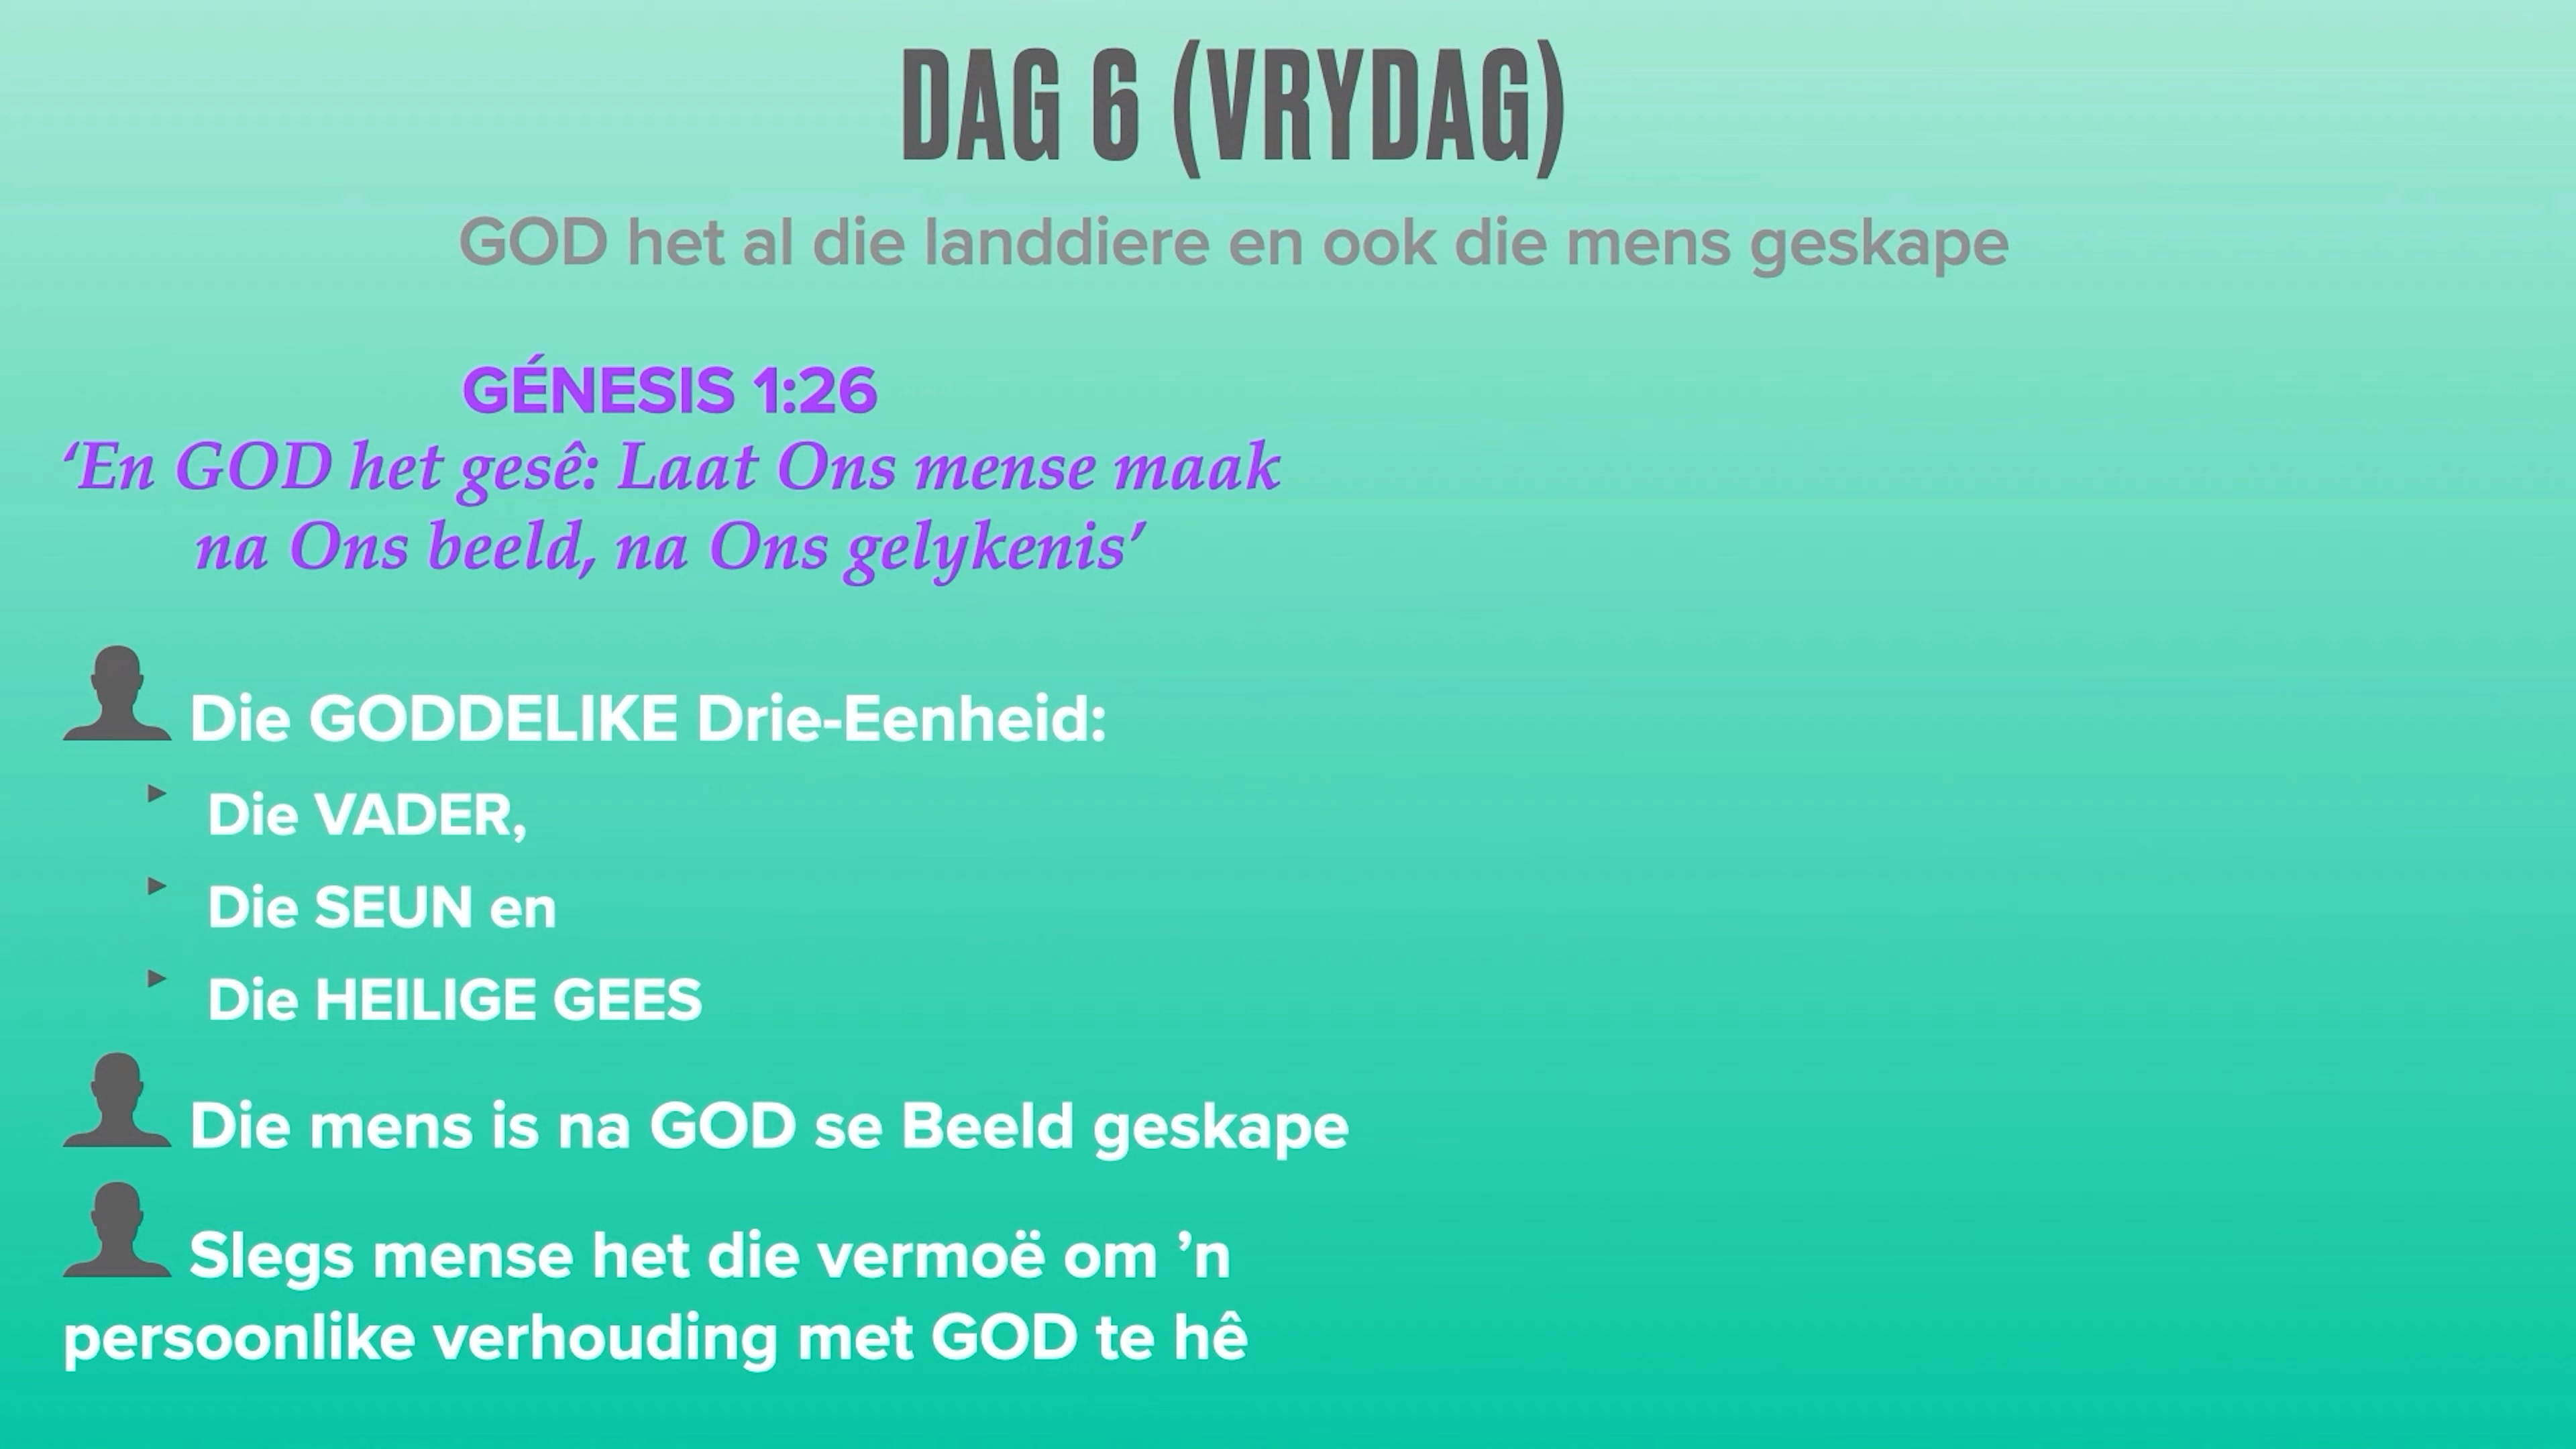 DAG 6 (VRYDAG)
GOD het al die landdiere en ook die mens geskape
GÉNESIS 1:26
‘En GOD het gesê: Laat Ons mense maak
na Ons beeld, na Ons gelykenis’
Die GODDELIKE Drie-Eenheid:
Die VADER,
Die SEUN en
Die HEILIGE GEES
Die mens is na GOD se Beeld geskape
Slegs mense het die vermoë om ’n
persoonlike verhouding met GOD te hê